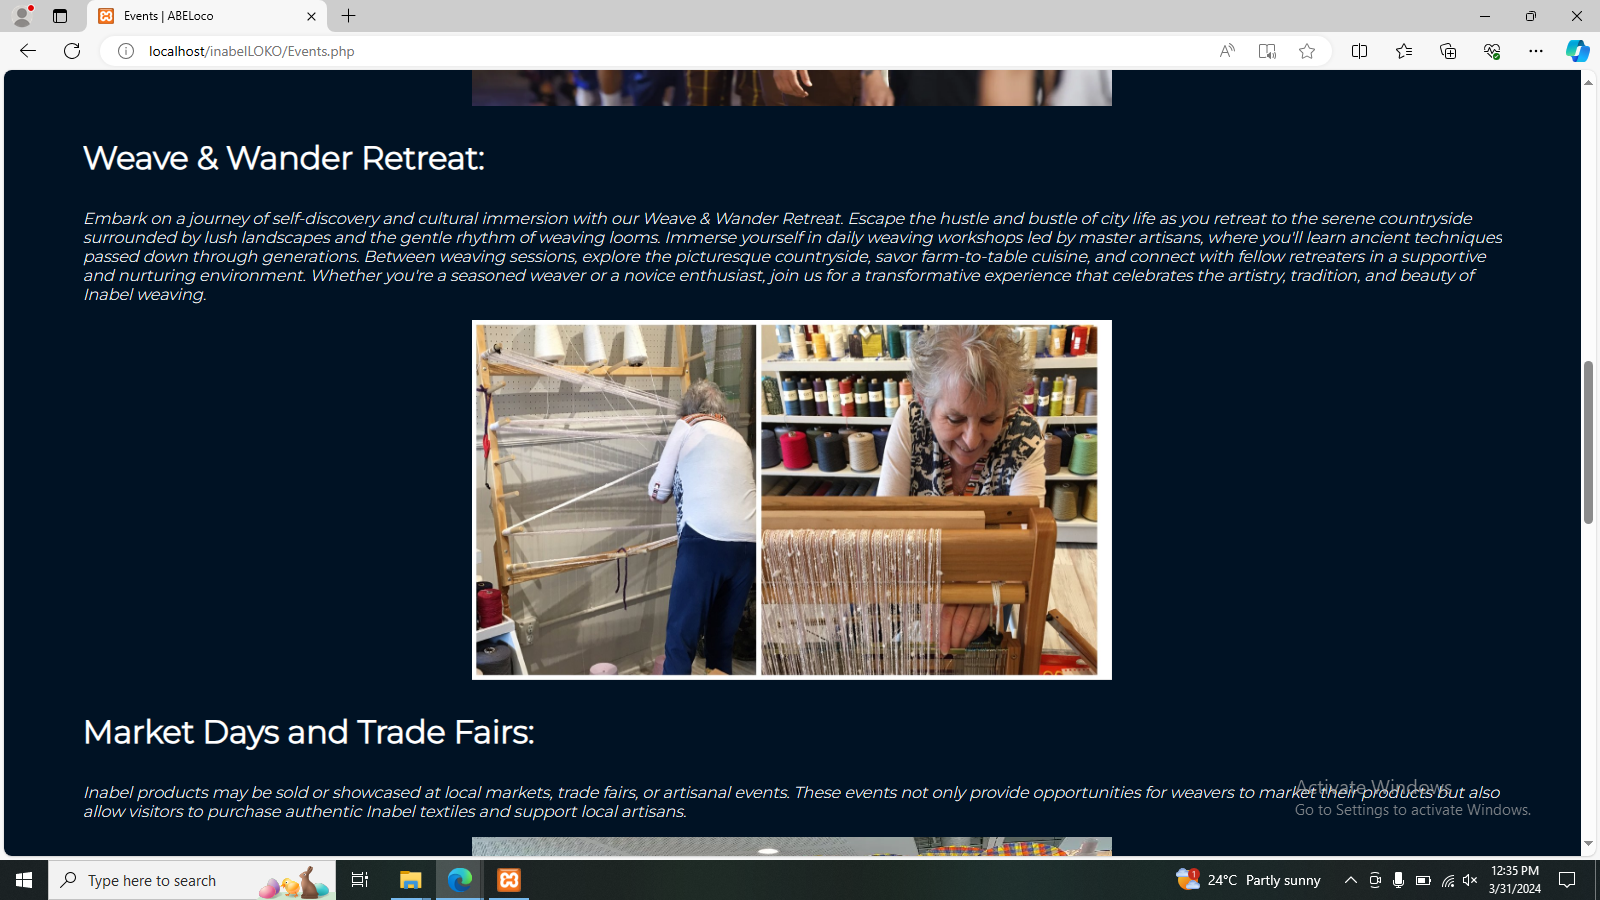 Events | ABELoco
localhost/inabelLOKO/Events.php
Weave & Wander Retreat:
Embark on a journey of self-discovery and cultural immersion with our Weave & Wander Retreat. Escape the hustle and bustle of city life as you retreat to the serene countryside
surrounded by lush landscapes and the gentle rhythm of weaving looms. Immerse yourself in daily weaving workshops led by master artisans, where you'll learn ancient techniques
passed down through generations. Between weaving sessions, explore the picturesque countryside, savor farm-to-table cuisine, and connect with fellow retreaters in a supportive
and nurturing environment. Whether you're a seasoned weaver or a novice enthusiast, join us for a transformative experience that celebrates the artistry, tradition, and beauty of
Inabel weaving.
Market Days and Trade Fairs:
Inabel products may be sold or showcased at local markets, trade fairs, or artisanal events. These events not only provide opportunities for weavers to market their products but also
allow visitors to purchase authentic Inabel textiles and support local artisans.
Activate Windows
Go to Settings to activate Windows.
Type here to search
1
24°C Partly sunny
12:35 PM
3/31/2024